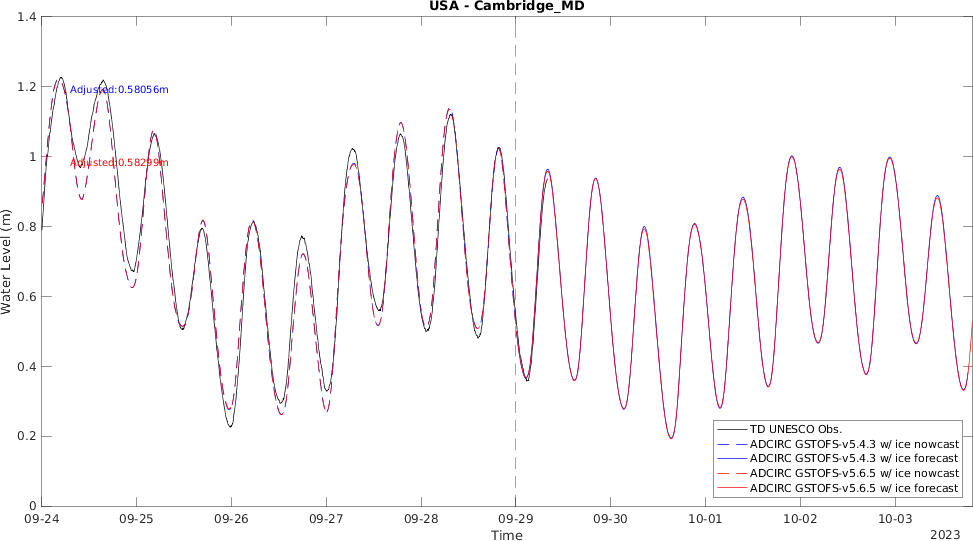 USA - Cambridge_MD
1.4
1.2
1
0.8
0.6
0.4
0.2
0
Water Level (m)
Adjusted:0.58056m
Adjusted:0.58299m
TD UNESCO Obs.
ADCIRC GSTOFS-v5.4.3 w/ ice nowcast
ADCIRC GSTOFS-v5.4.3 w/ ice forecast
ADCIRC GSTOFS-v5.6.5 w/ ice nowcast
ADCIRC GSTOFS-v5.6.5 w/ ice forecast
09-24 09-25 09-26 09-27 09-28 09-29 09-30 10-01 10-02 10-03
Time
2023